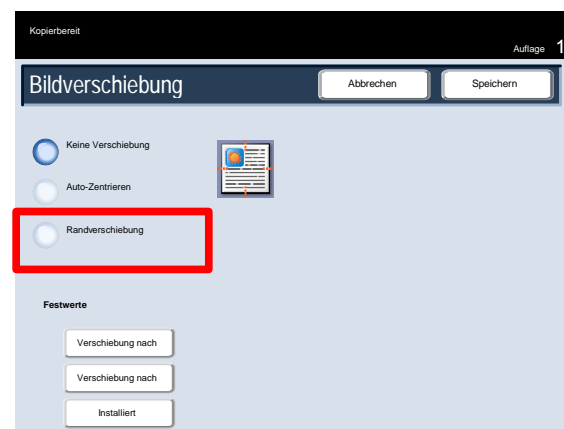 Kopierbereit
Auflage 1
Bildverschiebung
Abbrechen
Speichern
Keine Verschiebung
Auto-Zentrieren
Randverschiebung
Festwerte
Verschiebung nach
Verschiebung nach
Installiert